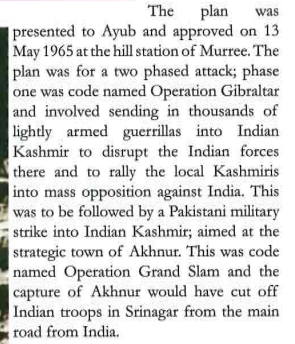 The plan was
presented to Ayub and approved on 13
May 1965 at the hill station of Murree. The
plan was for a two phased attack; phase
one was code named Operation Gibraltar
and involved sending in thousands of
lightly armed guerrillas into Indian
Kashmir to disrupt the Indian forces
there and to rally the local Kashmiris
into mass opposition against India. This
was to be followed by a Pakistani military
strike into Indian Kashmir; aimed at the
strategic town of Akhnur. This was code
named Operation Grand Slam and the
capture of Akhnur would have cut off
Indian troops in Srinagar from the main
road from India.